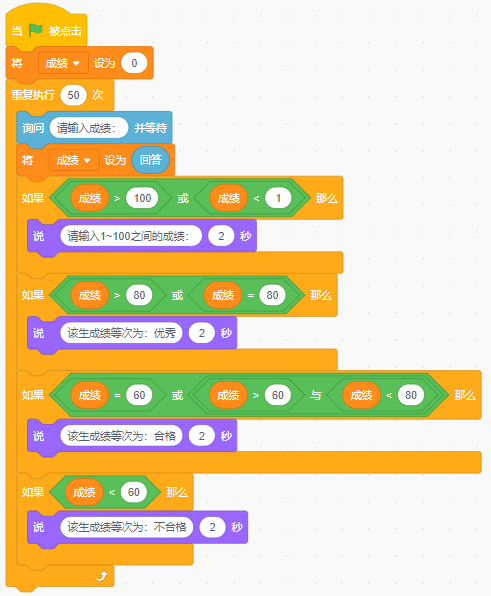 当 被点击
将 成绩 设为 0
重复执行 50 次
询问 请输入成绩： 并等待
将 成绩 设为 回答
如果 成绩 > 100 或 成绩 < 1 那么
说 请输入1~100之间的成绩： 2 秒
如果 成绩 > 80 或 成绩 = 80 那么
说 该生成绩等次为：优秀 2 秒
如果 成绩 = 60 或 成绩 > 60 与 成绩 < 80 那么
说 该生成绩等次为：合格 2 秒
如果 成绩 < 60 那么
说 该生成绩等次为：不合格 2 秒